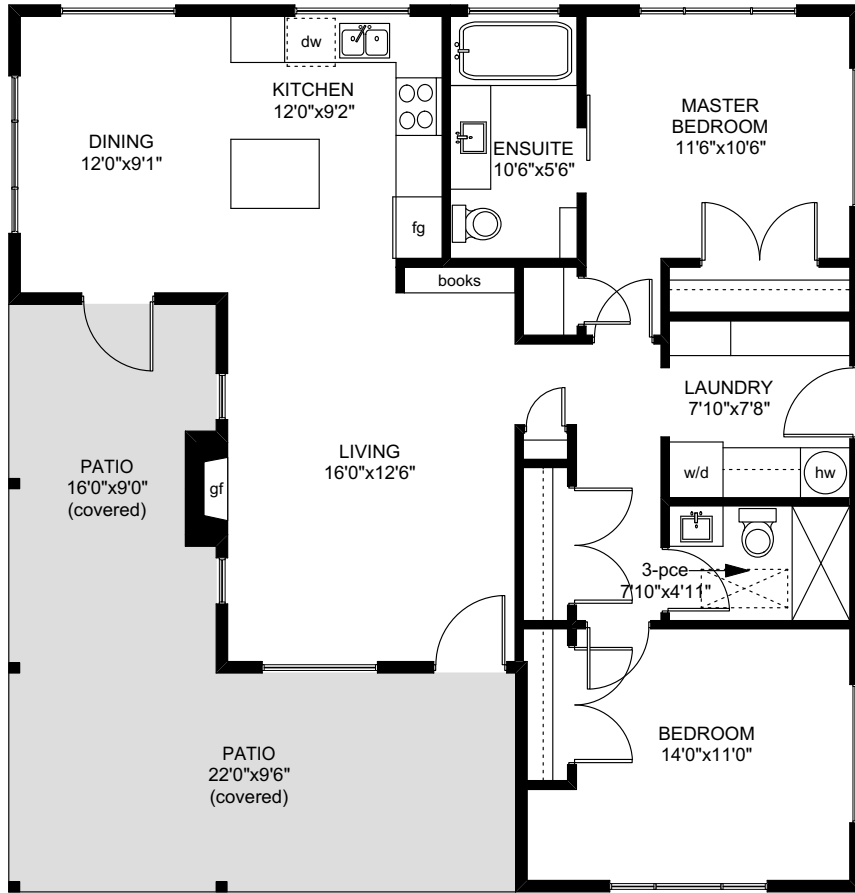 dw
KITCHEN
12'0"x9'2"
DINING
12'0"x9'1"
fg
ENSUITE
10'6"x5'6"
MASTER
BEDROOM
11'6"x10'6"
books
LAUNDRY
7'10"x7'8"
w/d
hw
LIVING
16'0"x12'6"
gf
PATIO
16'0"x9'0"
(covered)
3-pce
7'10"x4'11"
BEDROOM
14'0"x11'0"
PATIO
22'0"x9'6"
(covered)